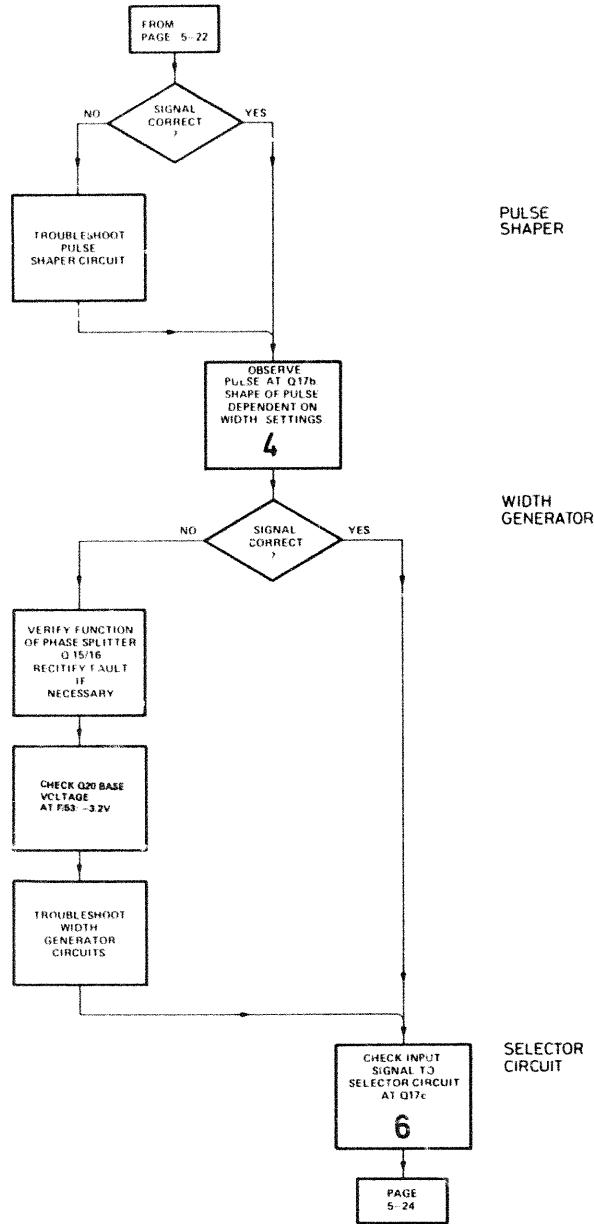 FROM
PAGE 5-22
SIGNAL
CORRECT
?
NO
YES
TROUBLESHOOT
PULSE
SHAPER CIRCUIT
PULSE
SHAPER
OBSERVE
PULSE AT Q17b
SHAPE OF PULSE
DEPENDENT ON
WIDTH SETTINGS
4
WIDTH
GENERATOR
SIGNAL
CORRECT
?
NO
YES
VERIFY FUNCTION
OF PHASE SPLITTER
Q 15/16
RECTIFY FAULT
IF
NECESSARY
CHECK Q20 BASE
VOLTAGE
AT R53: -3.2V
TROUBLESHOOT
WIDTH
GENERATOR
CIRCUITS
SELECTOR
CIRCUIT
CHECK INPUT
SIGNAL TO
SELECTOR CIRCUIT
AT Q17c
6
PAGE
5-24